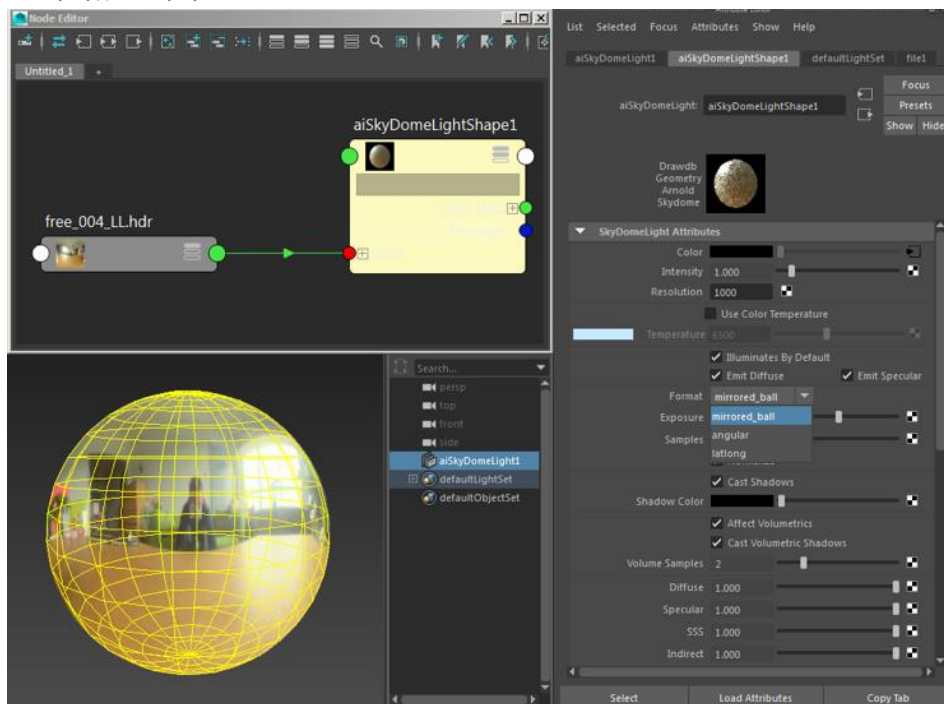 Node Editor
Untitled_1 +
aiSkyDomeLightShape1
free_004_LL.hdr
Search...
persp
top
front
side
aiSkyDomeLight1
defaultLightSet
defaultObjectSet
List Selected Focus Attributes Show Help
aiSkyDomeLight1 aiSkyDomeLightShape1 defaultLightSet file1
Focus
aiSkyDomeLight: aiSkyDomeLightShape1 Presets
Show Hide
Drawdb
Geometry
Arnold
Skydome
SkyDomeLight Attributes
Color
Intensity 1.000
Resolution 1000
Use Color Temperature
Temperature 6500
Illuminates By Default
Emit Diffuse Emit Specular
Format mirrored_ball
Exposure mirrored_ball
Samples angular
latlong
Cast Shadows
Shadow Color
Affect Volumetrics
Cast Volumetric Shadows
Volume Samples 2
Diffuse 1.000
Specular 1.000
SSS 1.000
Indirect 1.000
Select Load Attributes Copy Tab